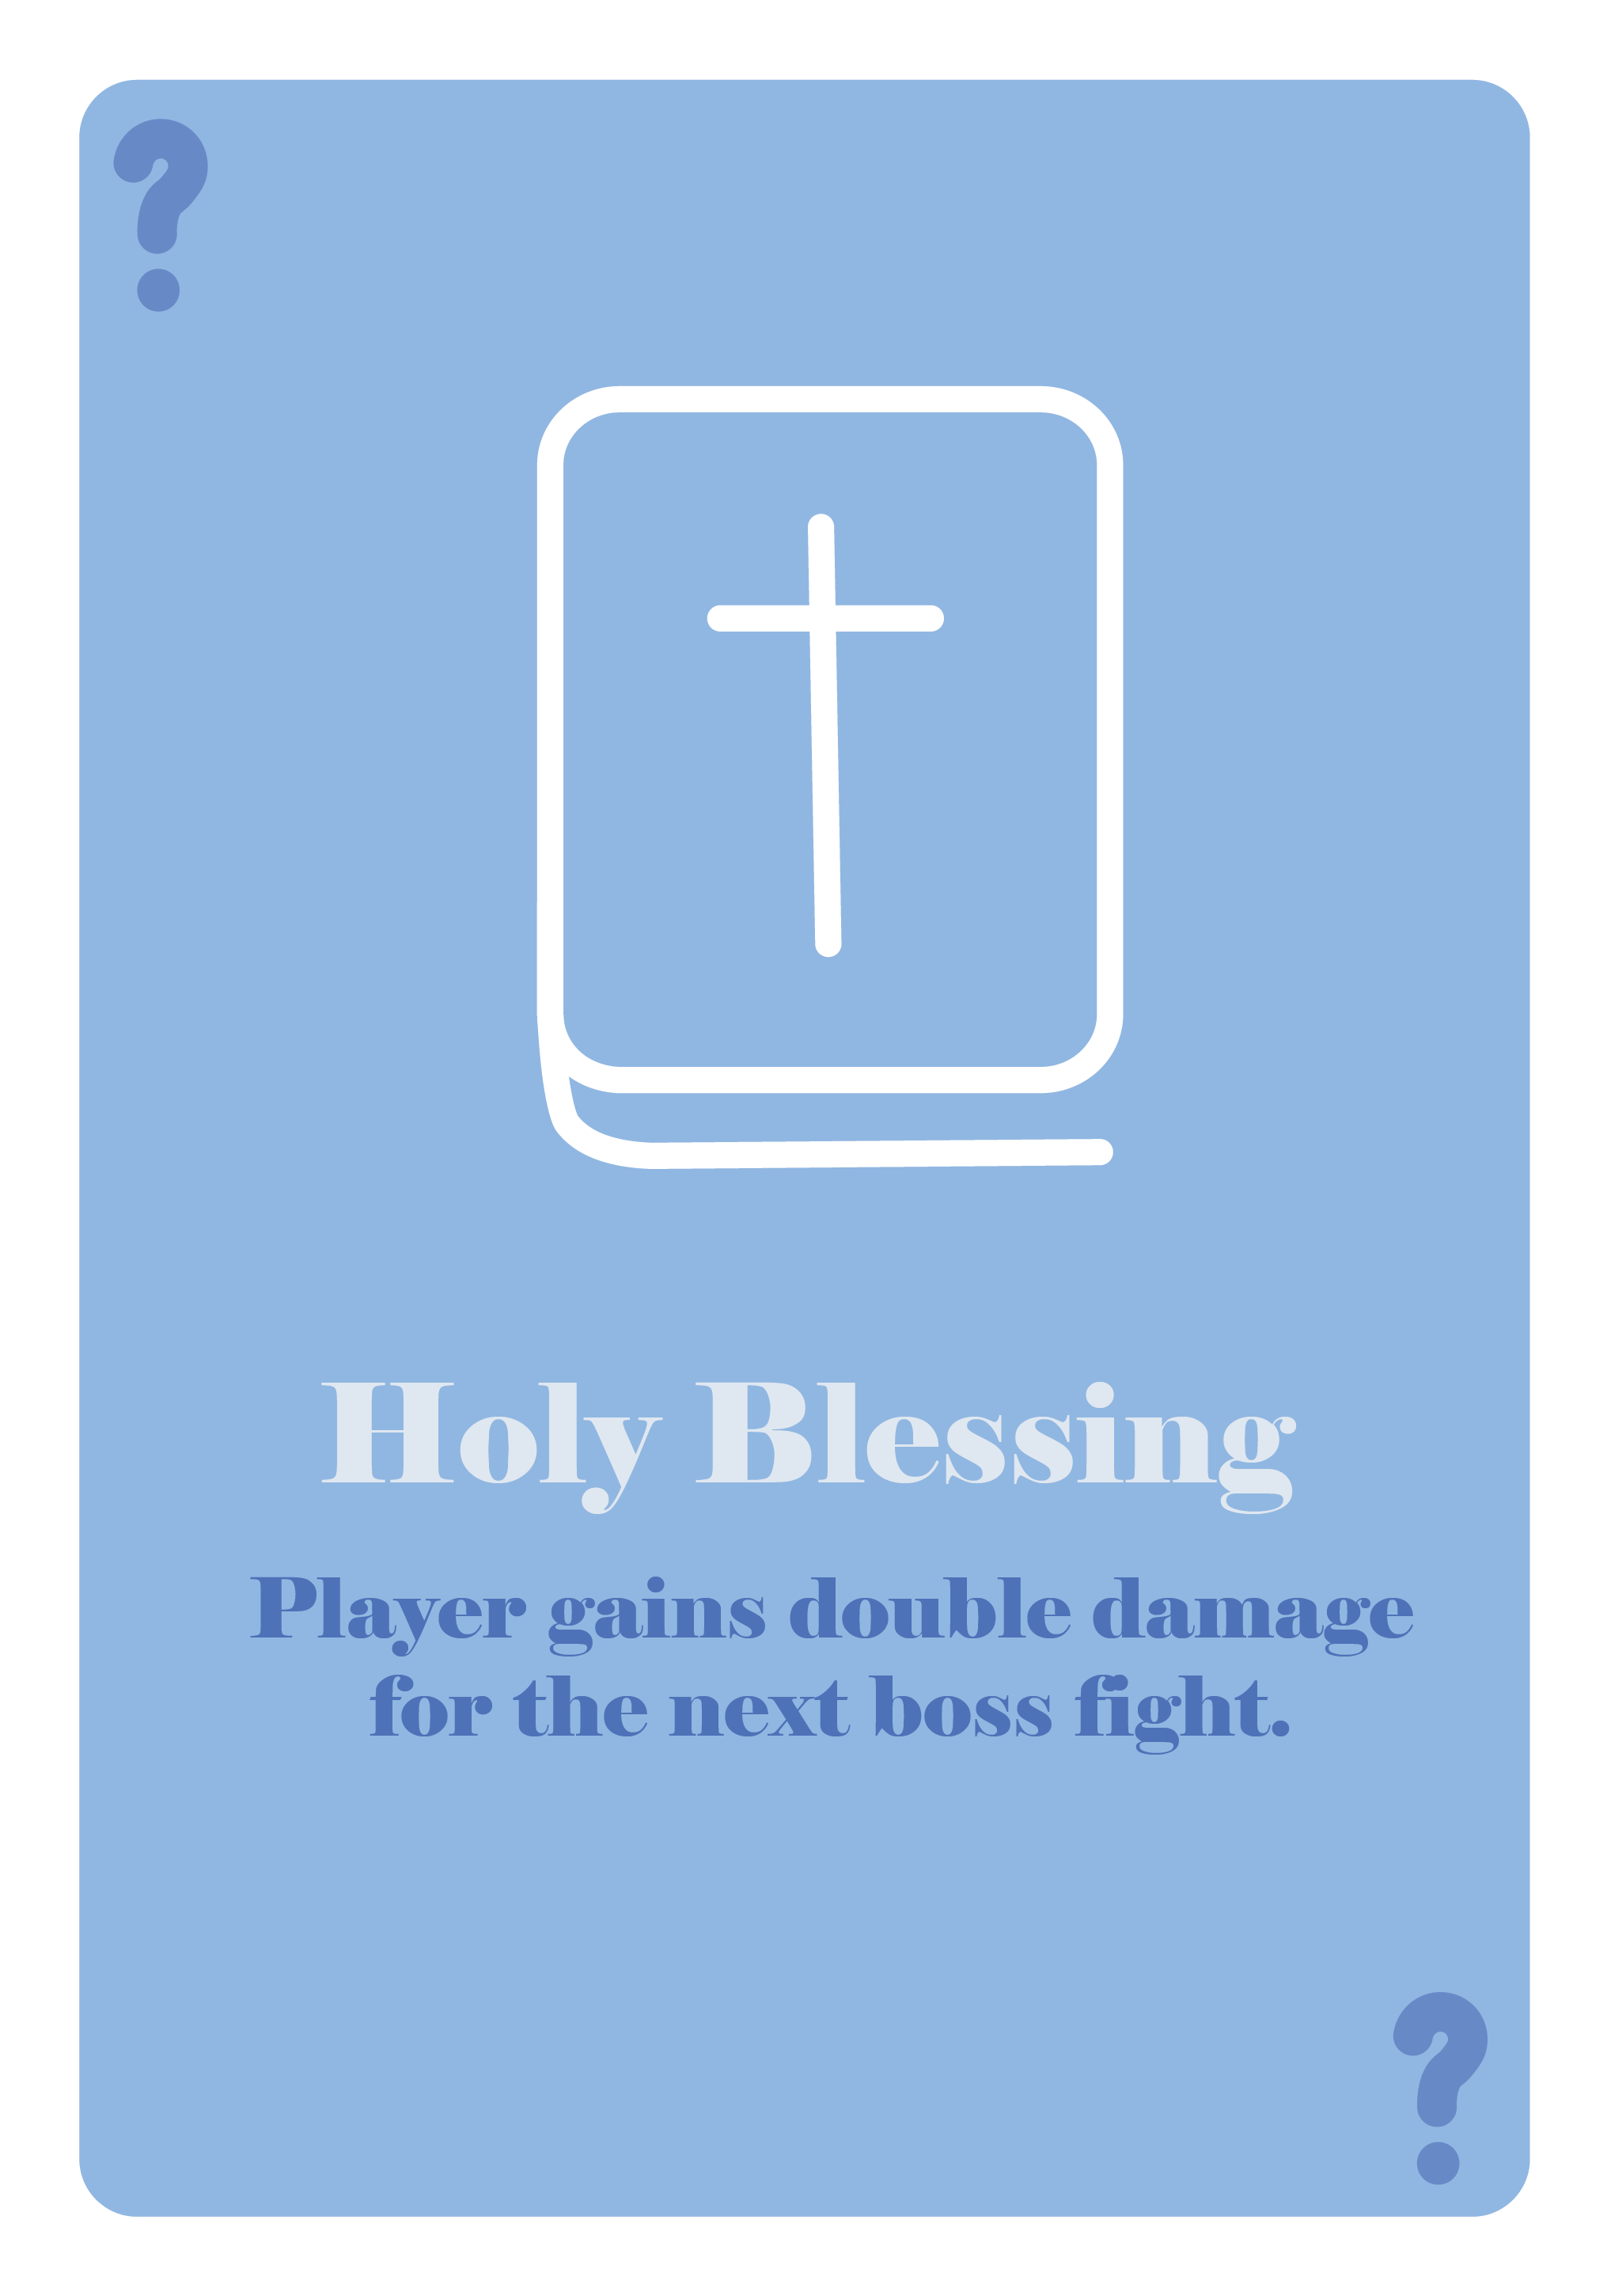 ?
Holy Blessing
Player gains double damage
for the next boss fight.
?